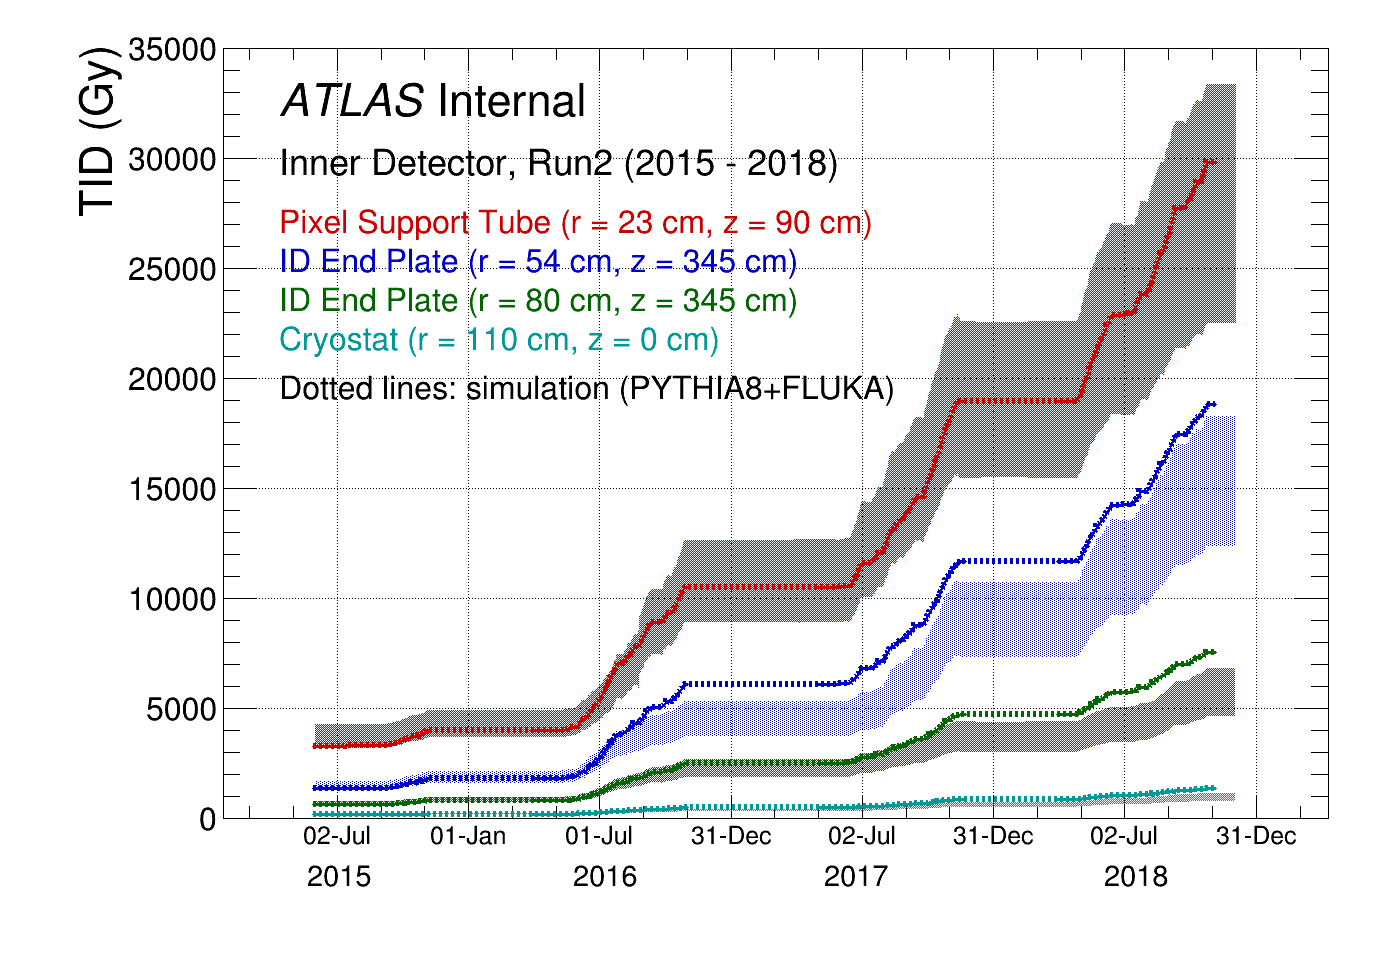 TID (Gy)
35000
30000
25000
20000
15000
10000
5000
0
ATLAS Internal
Inner Detector, Run2 (2015 - 2018)
Pixel Support Tube (r = 23 cm, z = 90 cm)
ID End Plate (r = 54 cm, z = 345 cm)
ID End Plate (r = 80 cm, z = 345 cm)
Cryostat (r = 110 cm, z = 0 cm)
Dotted lines: simulation (PYTHIA8+FLUKA)
02-Jul 01-Jan 01-Jul 31-Dec 02-Jul 31-Dec 02-Jul 31-Dec
2015 2016 2017 2018